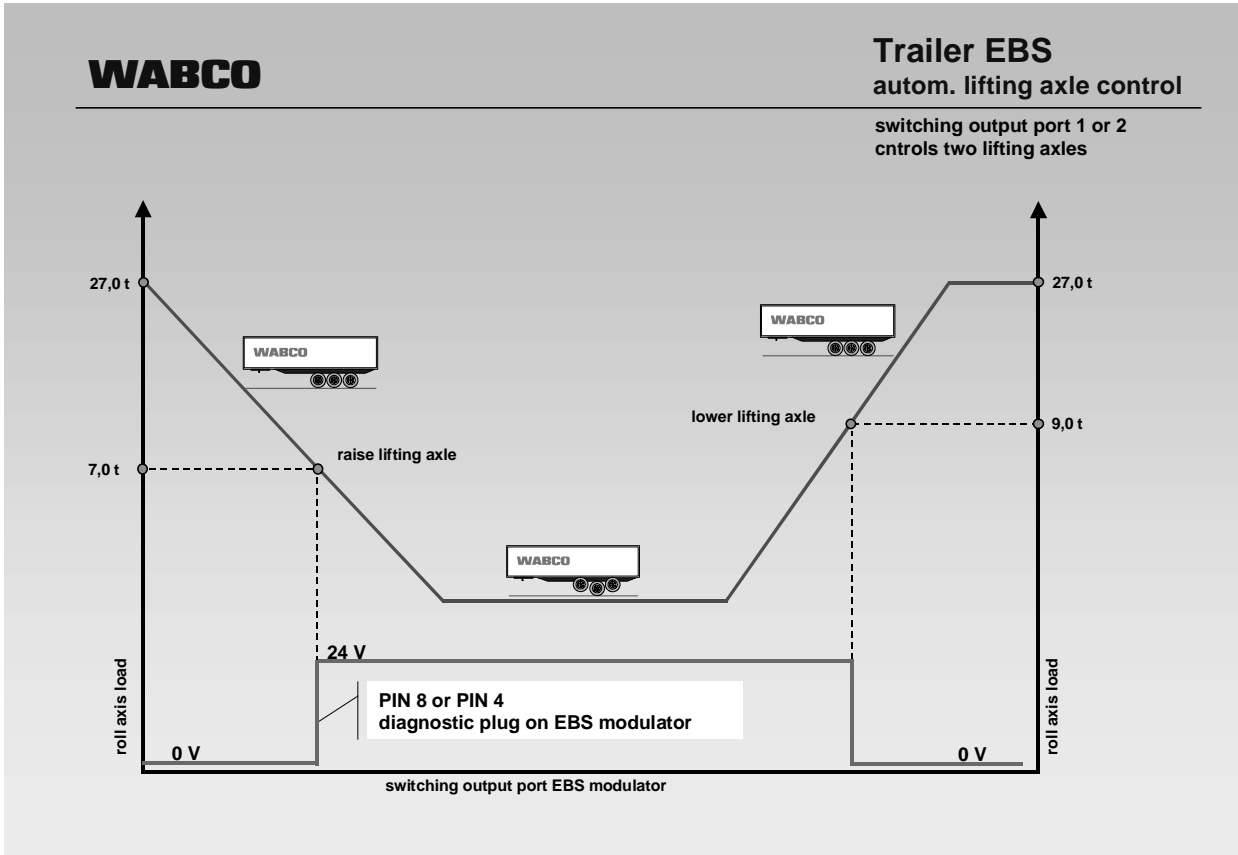 WABCO
Trailer EBS
autom. lifting axle control
switching output port 1 or 2
cntrols two lifting axles
27,0 t
27,0 t
WABCO
WABCO
lower lifting axle
9,0 t
raise lifting axle
7,0 t
WABCO
24 V
PIN 8 or PIN 4
diagnostic plug on EBS modulator
roll axis load
roll axis load
0 V
0 V
switching output port EBS modulator